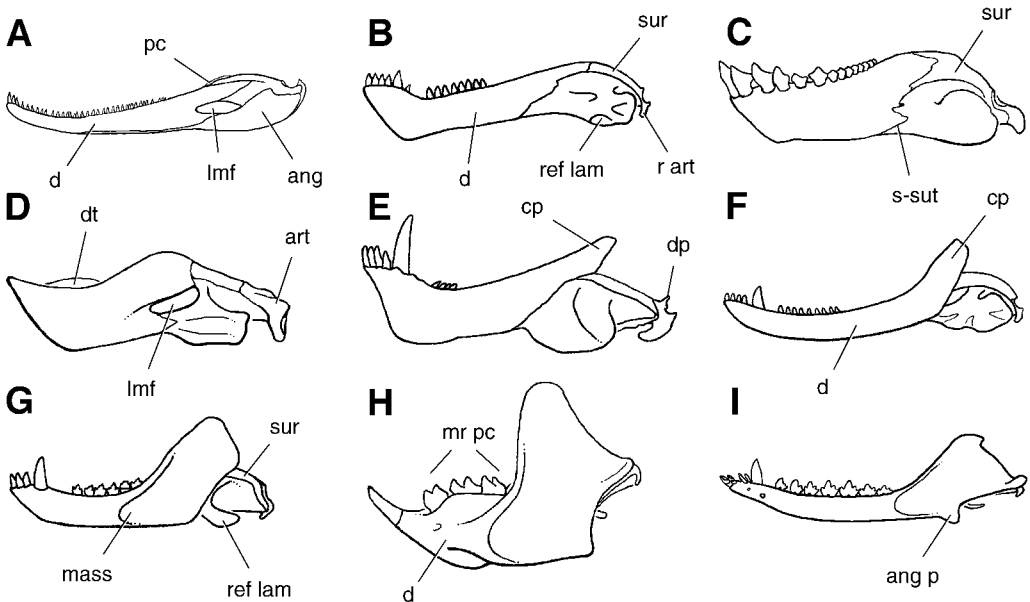 A
pc
d
lmf
ang
B
sur
d
ref lam
r art
C
sur
s-sut
D
dt
art
lmf
E
cp
dp
F
cp
d
G
sur
mass
ref lam
H
mr pc
d
I
ang p